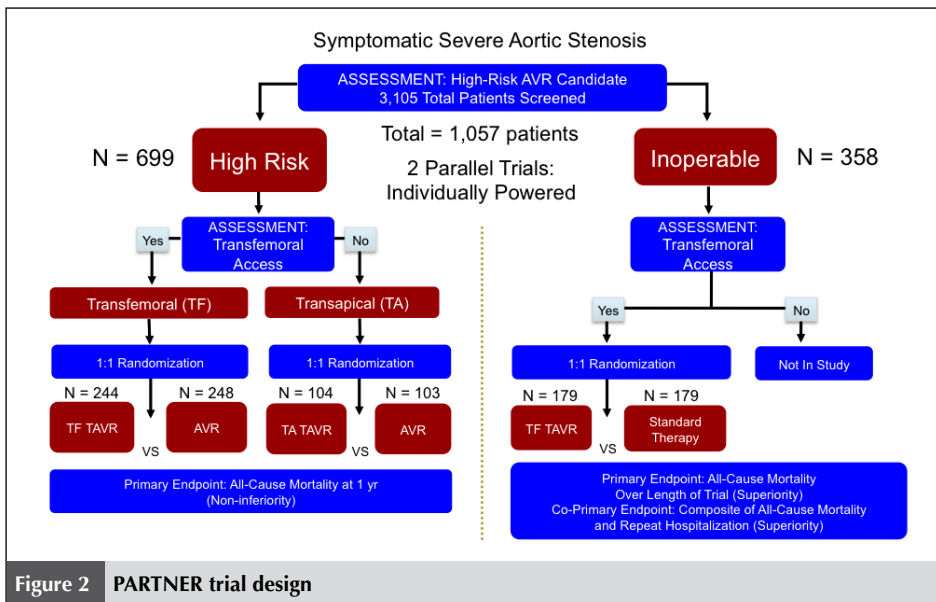 Symptomatic Severe Aortic Stenosis
ASSESSMENT: High-Risk AVR Candidate
3,105 Total Patients Screened
N = 699
High Risk
Total = 1,057 patients
2 Parallel Trials:
Individually Powered
Inoperable
N = 358
Yes
ASSESSMENT:
Transfemoral
Access
No
Transfemoral (TF)
Transapical (TA)
1:1 Randomization
1:1 Randomization
N = 244
N = 248
N = 104
N = 103
TF TAVR
VS
AVR
TA TAVR
VS
AVR
Primary Endpoint: All-Cause Mortality at 1 yr
(Non-inferiority)
ASSESSMENT:
Transfemoral
Access
Yes
No
1:1 Randomization
Not In Study
N = 179
N = 179
TF TAVR
VS
Standard
Therapy
Primary Endpoint: All-Cause Mortality
Over Length of Trial (Superiority)
Co-Primary Endpoint: Composite of All-Cause Mortality
and Repeat Hospitalization (Superiority)
Figure 2 PARTNER trial design